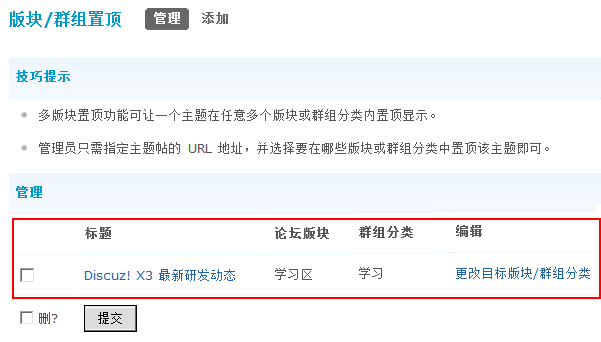 版块/群组置顶 管理 添加
技巧提示
多版块置顶功能可让一个主题在任意多个版块或群组分类内置顶显示。
管理员只需指定主题帖的 URL 地址，并选择要在哪些版块或群组分类中置顶该主题即可。
管理
标题 论坛版块 群组分类 编辑
Discuz! X3 最新研发动态 学习区 学习 更改目标版块/群组分类
删? 提交